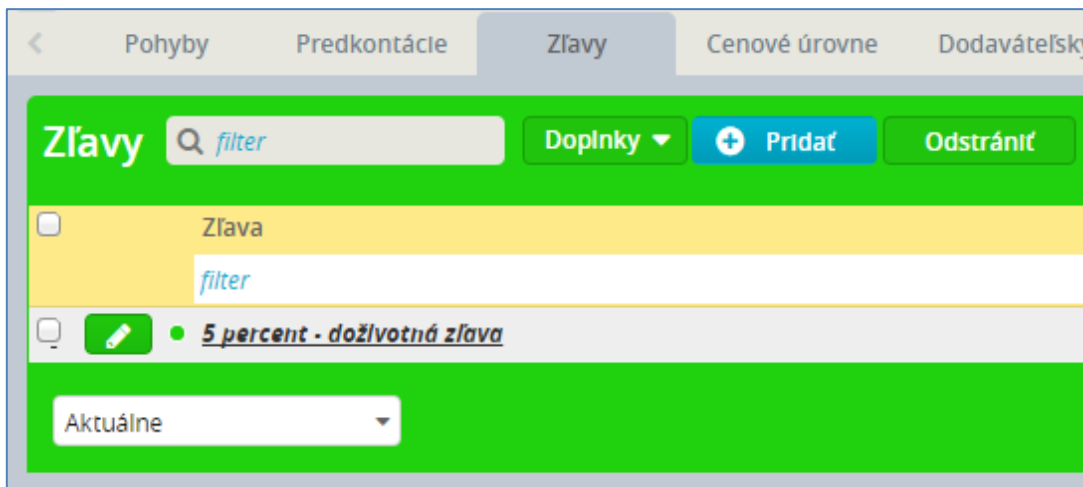 Pohyby Predkontácie Zľavy Cenové úrovne Dodávateľsky
Zľavy filter Doplnky Pridať Odstrániť
Zľava
filter
5 percent - doživotná zľava
Aktuálne